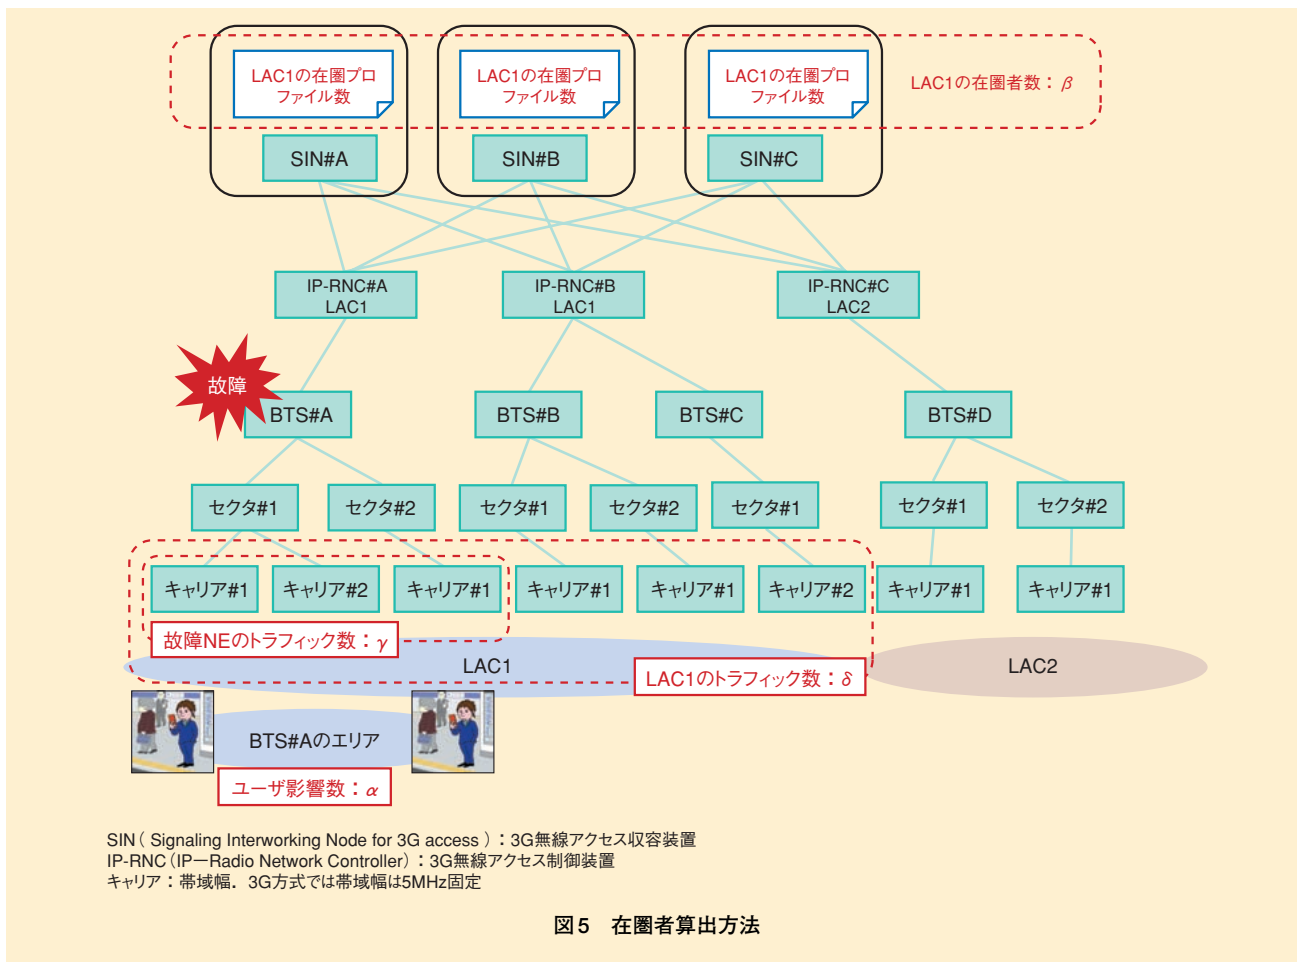 LAC1の在圏プロ
ファイル数
LAC1の在圏プロ
ファイル数
LAC1の在圏プロ
ファイル数
LAC1の在圏者数：β
SIN#A
SIN#B
SIN#C
IP-RNC#A
LAC1
IP-RNC#B
LAC1
IP-RNC#C
LAC2
故障
BTS#A
BTS#B
BTS#C
BTS#D
セクタ#1
セクタ#2
セクタ#1
セクタ#2
セクタ#1
セクタ#1
セクタ#2
キャリア#1
キャリア#2
キャリア#1
キャリア#1
キャリア#1
キャリア#2
キャリア#1
キャリア#1
故障NEのトラフィック数：γ
LAC1
LAC1のトラフィック数：δ
LAC2
BTS#Aのエリア
ユーザ影響数：α
SIN（Signaling Interworking Node for 3G access）：3G無線アクセス収容装置
IP-RNC（IPーRadio Network Controller）：3G無線アクセス制御装置
キャリア：帯域幅．3G方式では帯域幅は5MHz固定
図5 在圏者算出方法